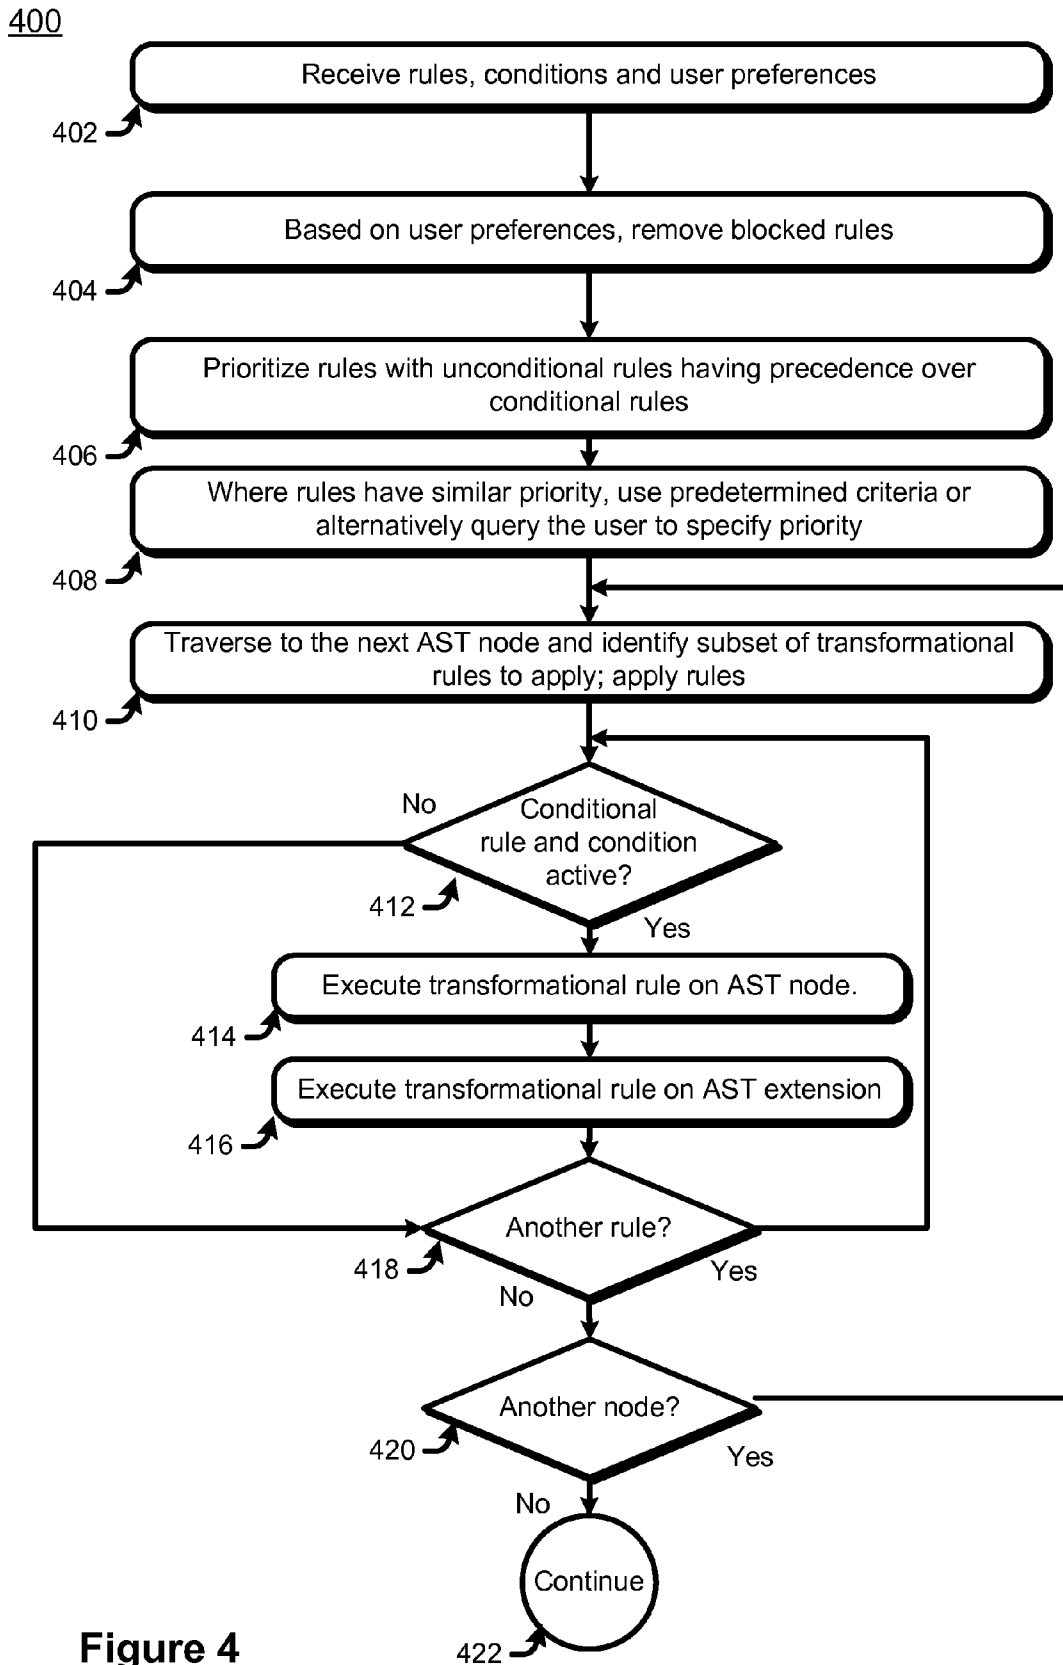 400
Receive rules, conditions and user preferences
402
Based on user preferences, remove blocked rules
404
Prioritize rules with unconditional rules having precedence over
conditional rules
406
Where rules have similar priority, use predetermined criteria or
alternatively query the user to specify priority
408
Traverse to the next AST node and identify subset of transformational
rules to apply; apply rules
410
No
Conditional
rule and condition
active?
412
Yes
Execute transformational rule on AST node.
414
Execute transformational rule on AST extension
416
Another rule?
418
Yes
No
Another node?
420
Yes
No
Continue
422
Figure 4